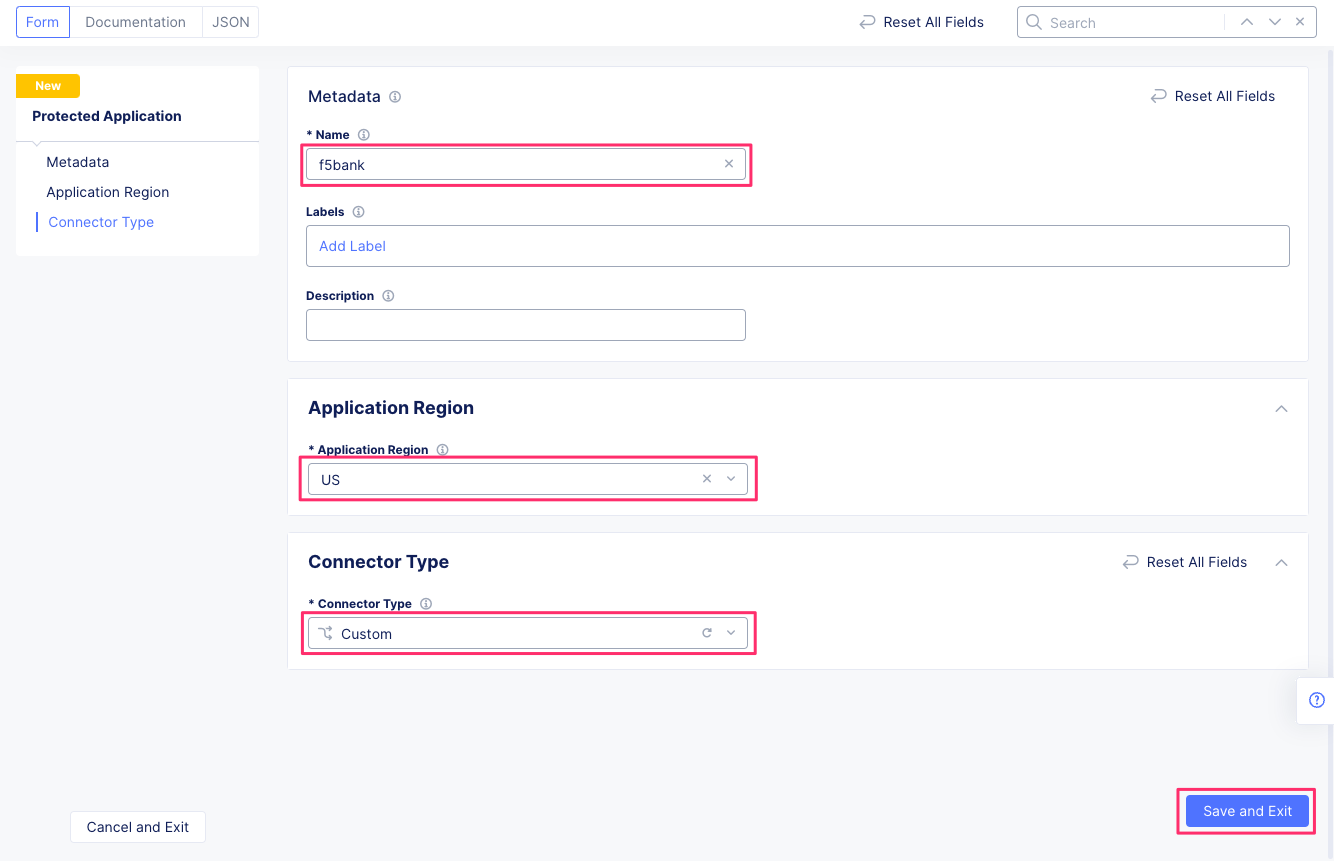 Form Documentation JSON Reset All Fields Search
New
Protected Application
Metadata
Application Region
Connector Type
Metadata Reset All Fields
* Name
f5bank
Labels
Add Label
Description
Application Region
* Application Region
US
Connector Type Reset All Fields
* Connector Type
Custom
Cancel and Exit
Save and Exit